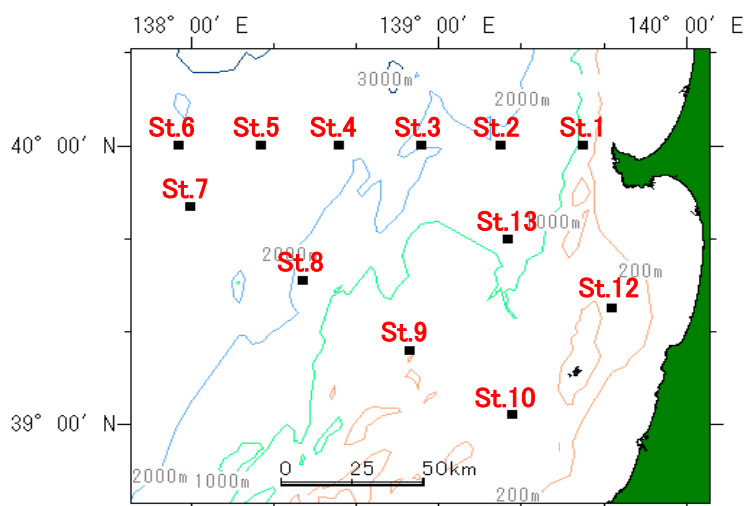 138° 00′ E
139° 00′ E
140° 00′ E
3000m
2000m
St.6
St.5
St.4
St.3
St.2
St.1
40° 00′ N
St.7
St.13
1000m
2000m
St.8
200m
St.12
St.9
St.10
39° 00′ N
0
25
50km
2000m
1000m
200m